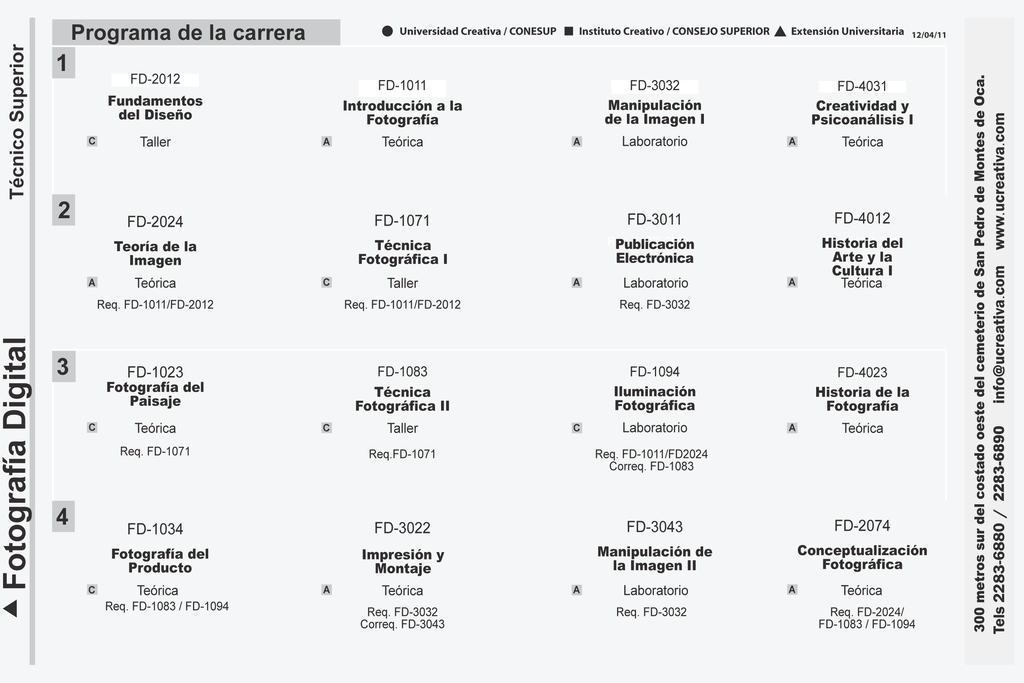 Programa de la carrera
● Universidad Creativa / CONESUP ■ Instituto Creativo / CONSEJO SUPERIOR ▲ Extensión Universitaria 12/04/11
Técnico Superior
▲ Fotografía Digital
1
FD-2012
Fundamentos
del Diseño
C Taller
FD-1011
Introducción a la
Fotografía
A Teórica
FD-3032
Manipulación
de la Imagen I
A Laboratorio
FD-4031
Creatividad y
Psicoanálisis I
A Teórica
2
FD-2024
Teoría de la
Imagen
A Teórica
Req. FD-1011/FD-2012
FD-1071
Técnica
Fotográfica I
C Taller
Req. FD-1011/FD-2012
FD-3011
Publicación
Electrónica
A Laboratorio
Req. FD-3032
FD-4012
Historia del
Arte y la
Cultura I
A Teórica
3
FD-1023
Fotografía del
Paisaje
C Teórica
Req. FD-1071
FD-1083
Técnica
Fotográfica II
C Taller
Req.FD-1071
FD-1094
Iluminación
Fotográfica
C Laboratorio
Req. FD-1011/FD2024
Correq. FD-1083
FD-4023
Historia de la
Fotografía
A Teórica
4
FD-1034
Fotografía del
Producto
C Teórica
Req. FD-1083 / FD-1094
FD-3022
Impresión y
Montaje
A Teórica
Req. FD-3032
Correq. FD-3043
FD-3043
Manipulación de
la Imagen II
A Laboratorio
Req. FD-3032
FD-2074
Conceptualización
Fotográfica
A Teórica
Req. FD-2024/
FD-1083 / FD-1094
300 metros sur del costado oeste del cemeterio de San Pedro de Montes de Oca.
Tels 2283-6880 / 2283-6890 info@ucreativa.com www.ucreativa.com